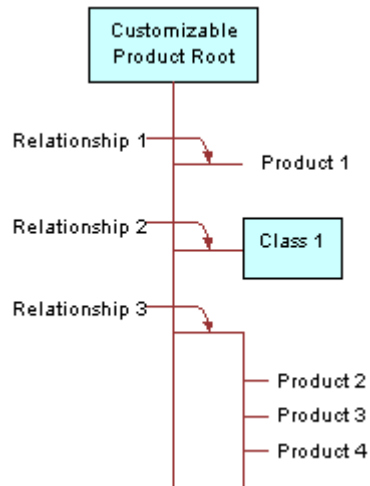 Customizable
Product Root
Relationship 1
Product 1
Relationship 2
Class 1
Relationship 3
Product 2
Product 3
Product 4